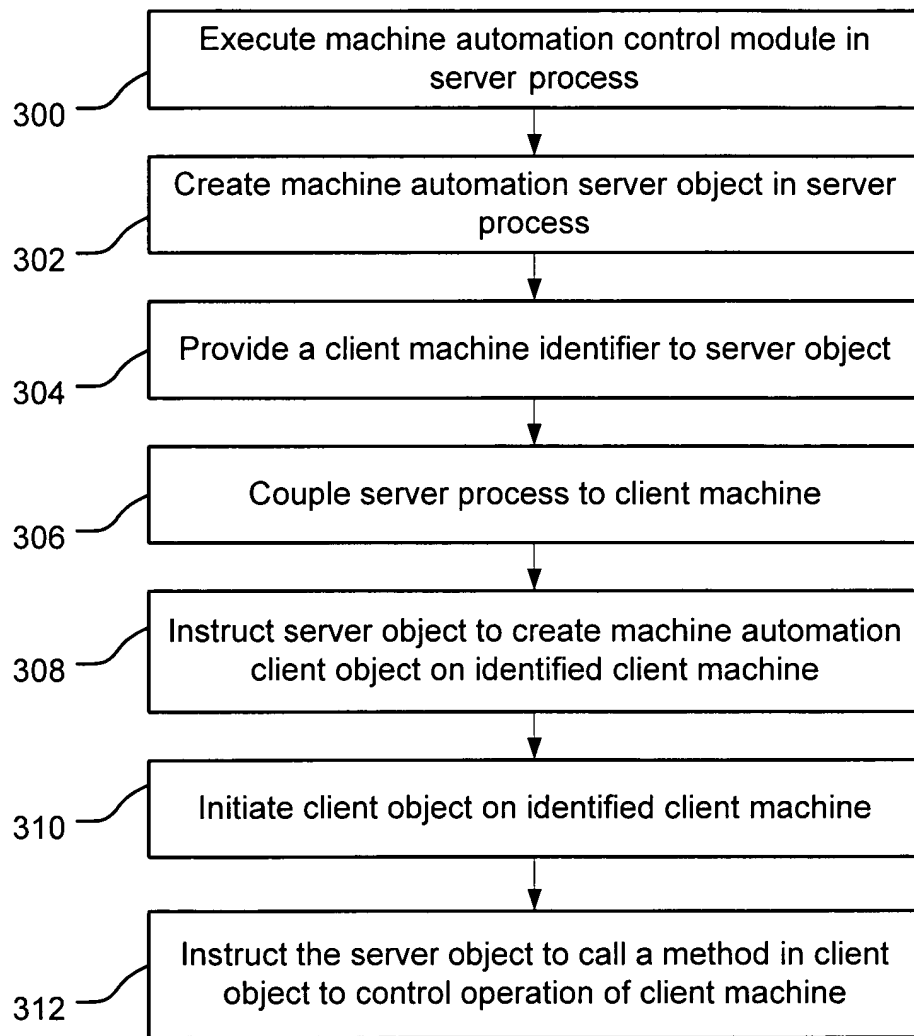 Execute machine automation control module in
server process
300
Create machine automation server object in server
process
302
Provide a client machine identifier to server object
304
Couple server process to client machine
306
Instruct server object to create machine automation
client object on identified client machine
308
Initiate client object on identified client machine
310
Instruct the server object to call a method in client
object to control operation of client machine
312